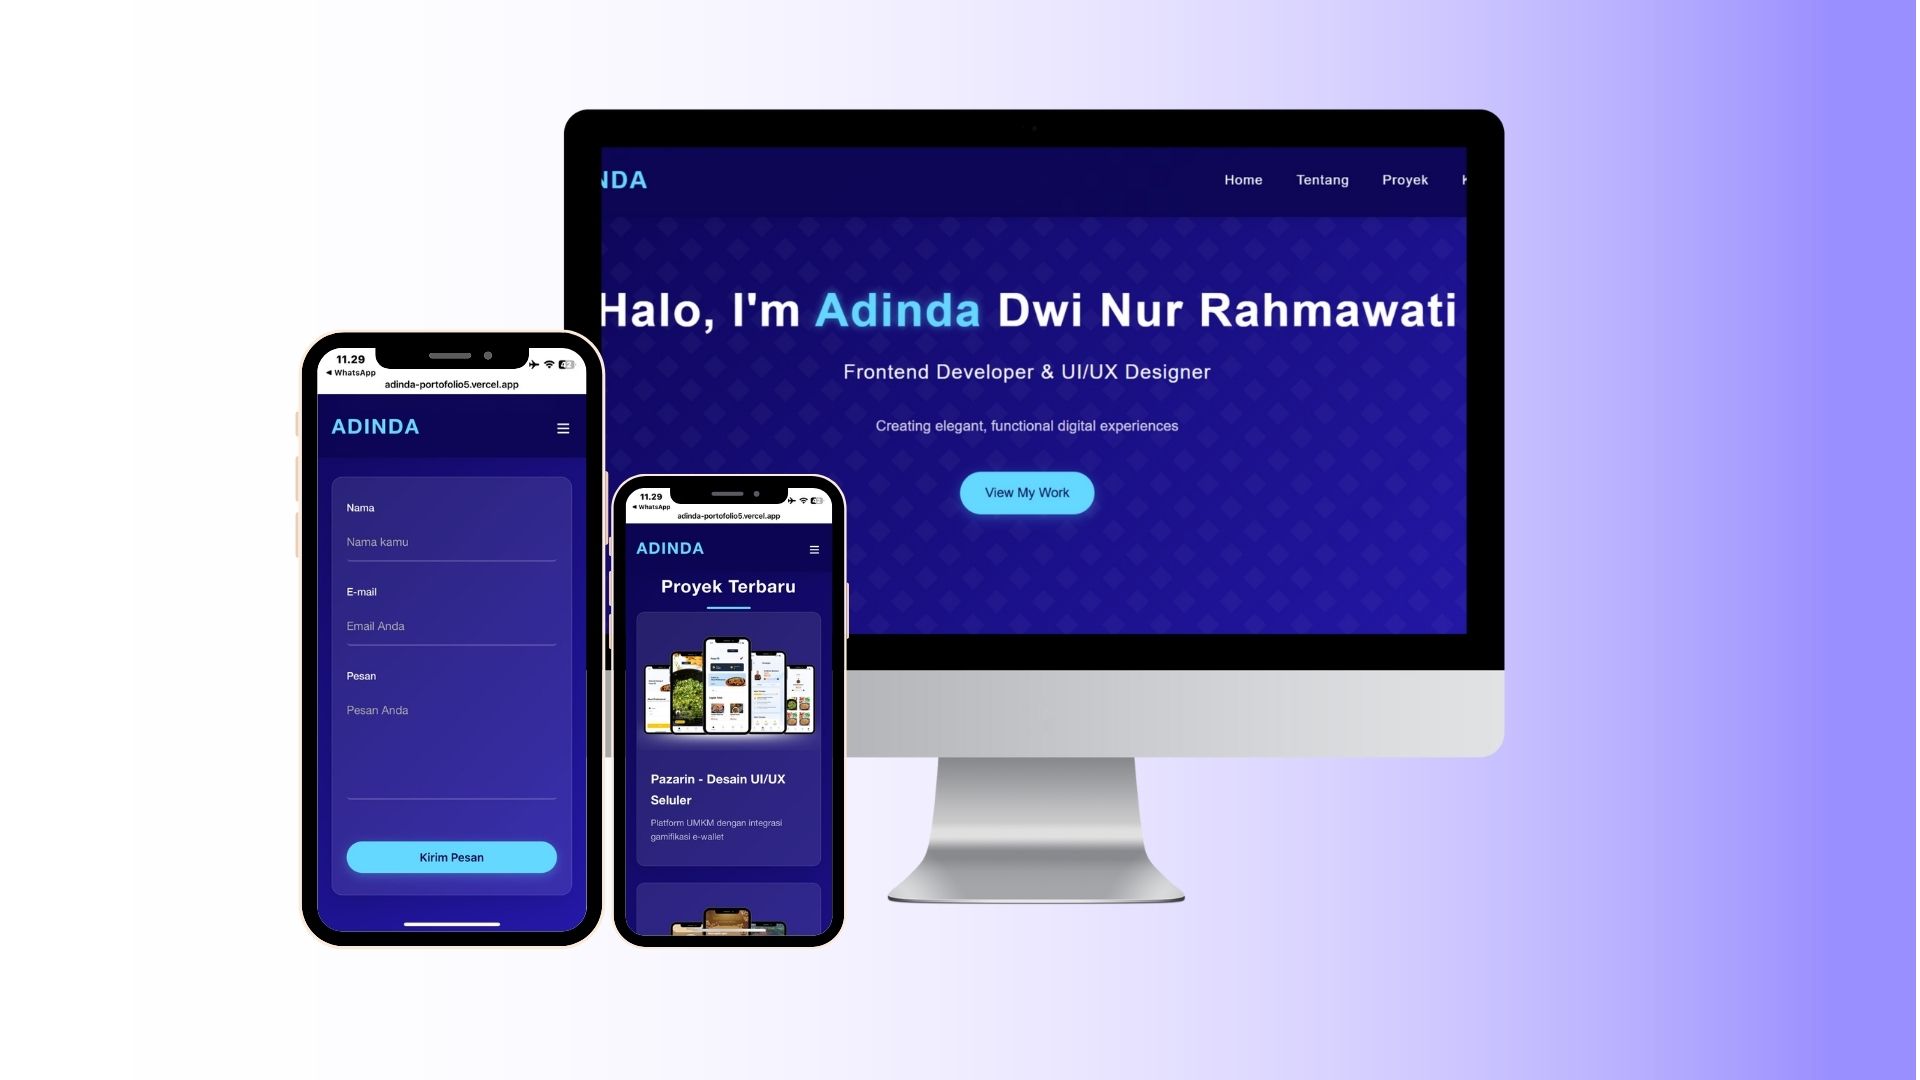 NDA
Home Tentang Proyek
Halo, I'm Adinda Dwi Nur Rahmawati
Frontend Developer & UI/UX Designer
Creating elegant, functional digital experiences
View My Work
11.29
42
◀ WhatsApp
adinda-portofolio5.vercel.app
ADINDA
Nama
Nama kamu
E-mail
Email Anda
Pesan
Pesan Anda
Kirim Pesan
11.29
42
◀ WhatsApp
adinda-portofolio5.vercel.app
ADINDA
Proyek Terbaru
Pazarin - Desain UI/UX
Seluler
Platform UMKM dengan integrasi
gamifikasi e-wallet